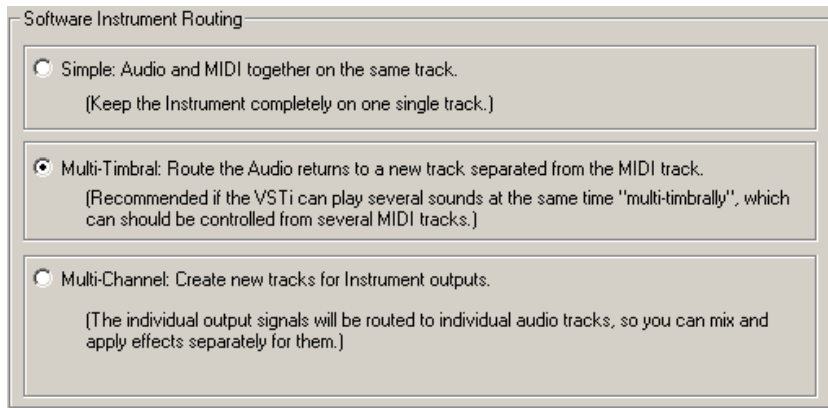 Software Instrument Routing
Simple: Audio and MIDI together on the same track.
(Keep the Instrument completely on one single track.)
Multi-Timbral: Route the Audio returns to a new track separated from the MIDI track.
(Recommended if the VSTi can play several sounds at the same time "multi-timbrally", which
can should be controlled from several MIDI tracks.)
Multi-Channel: Create new tracks for Instrument outputs.
(The individual output signals will be routed to individual audio tracks, so you can mix and
apply effects separately for them.)